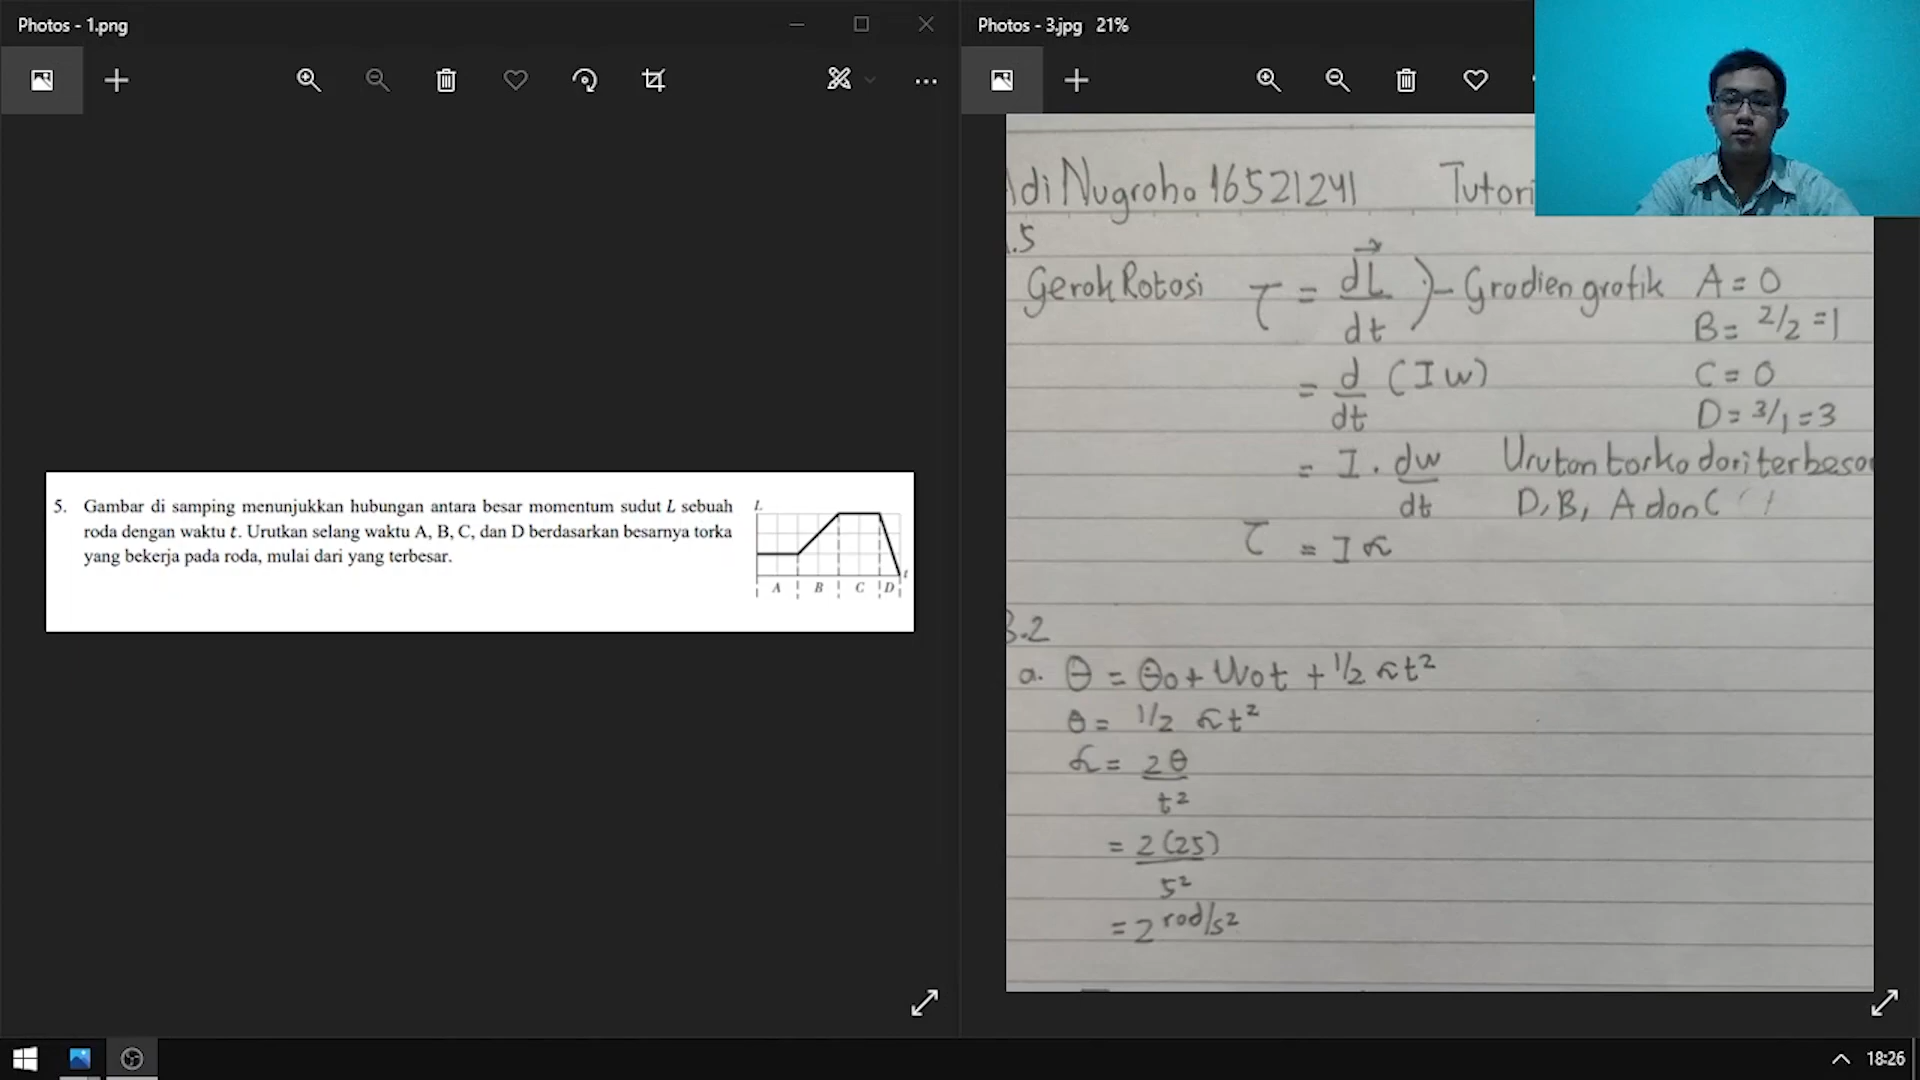 Photos - 1.png
Photos - 3.jpg 21%
5. Gambar di samping menunjukkan hubungan antara besar momentum sudut L sebuah
roda dengan waktu t. Urutkan selang waktu A, B, C, dan D berdasarkan besarnya torka
yang bekerja pada roda, mulai dari yang terbesar.
L
t
A B C D
di Nugroho 16521241 Tutori
.5
Gerak Rotasi τ = dL⃗/dt )- Gradien grafik A = 0
B = 2/2 = 1
= d/dt (Iω) C = 0
D = 3/1 = 3
= I . dω/dt Urutan torka dari terbesa
D, B, A dan C
τ = Iα
B.2
a. θ = θo + Wot + 1/2 αt²
θ = 1/2 αt²
α = 2θ/t²
= 2(25)/5²
= 2 rad/s²
18:26